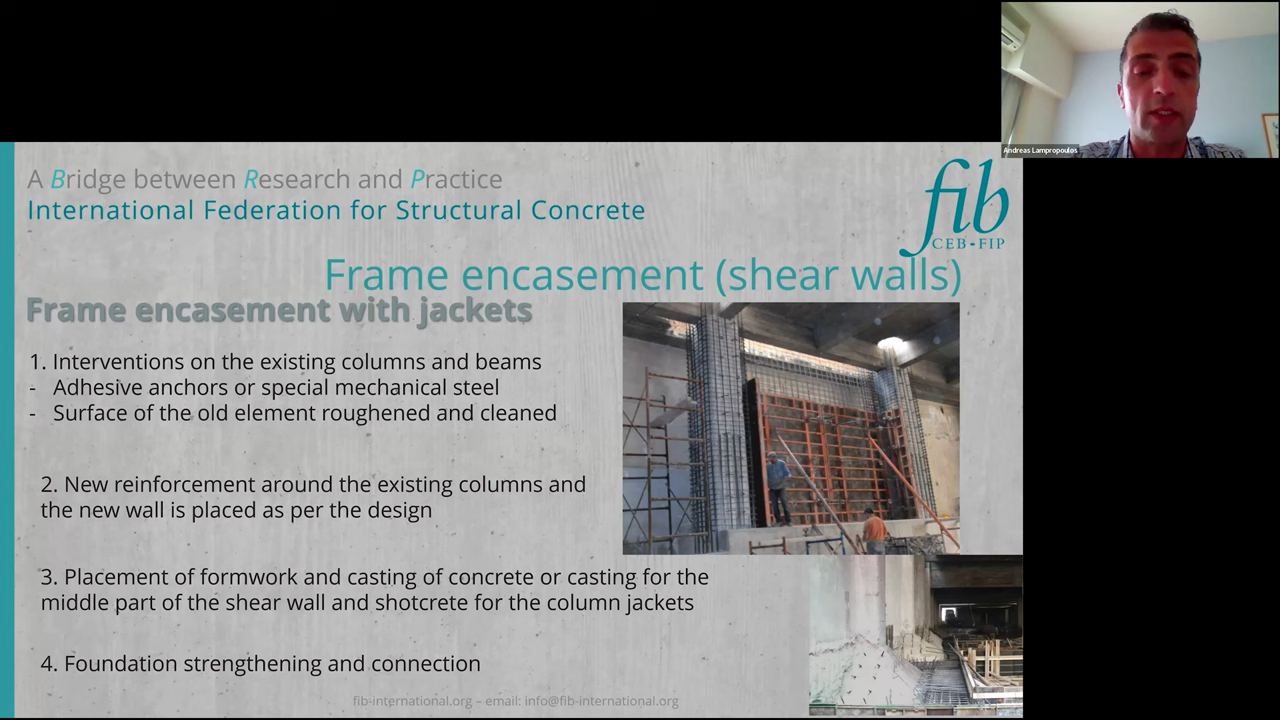 Andreas Lampropoulos
A Bridge between Research and Practice
International Federation for Structural Concrete
fib
CEB-FIP
Frame encasement (shear walls)
Frame encasement with jackets
1. Interventions on the existing columns and beams
- Adhesive anchors or special mechanical steel
- Surface of the old element roughened and cleaned
2. New reinforcement around the existing columns and
the new wall is placed as per the design
3. Placement of formwork and casting of concrete or casting for the
middle part of the shear wall and shotcrete for the column jackets
4. Foundation strengthening and connection
fib-international.org – email: info@fib-international.org